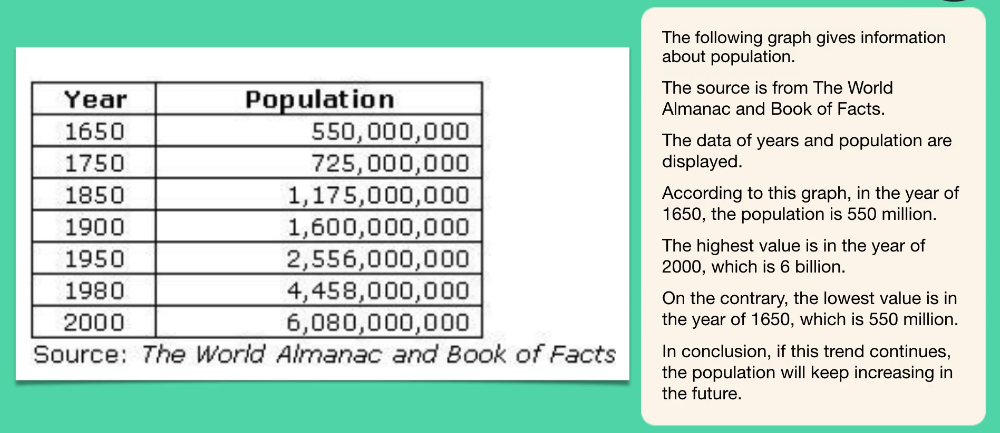 Year Population
1650 550,000,000
1750 725,000,000
1850 1,175,000,000
1900 1,600,000,000
1950 2,556,000,000
1980 4,458,000,000
2000 6,080,000,000
Source: The World Almanac and Book of Facts
The following graph gives information
about population.
The source is from The World
Almanac and Book of Facts.
The data of years and population are
displayed.
According to this graph, in the year of
1650, the population is 550 million.
The highest value is in the year of
2000, which is 6 billion.
On the contrary, the lowest value is in
the year of 1650, which is 550 million.
In conclusion, if this trend continues,
the population will keep increasing in
the future.